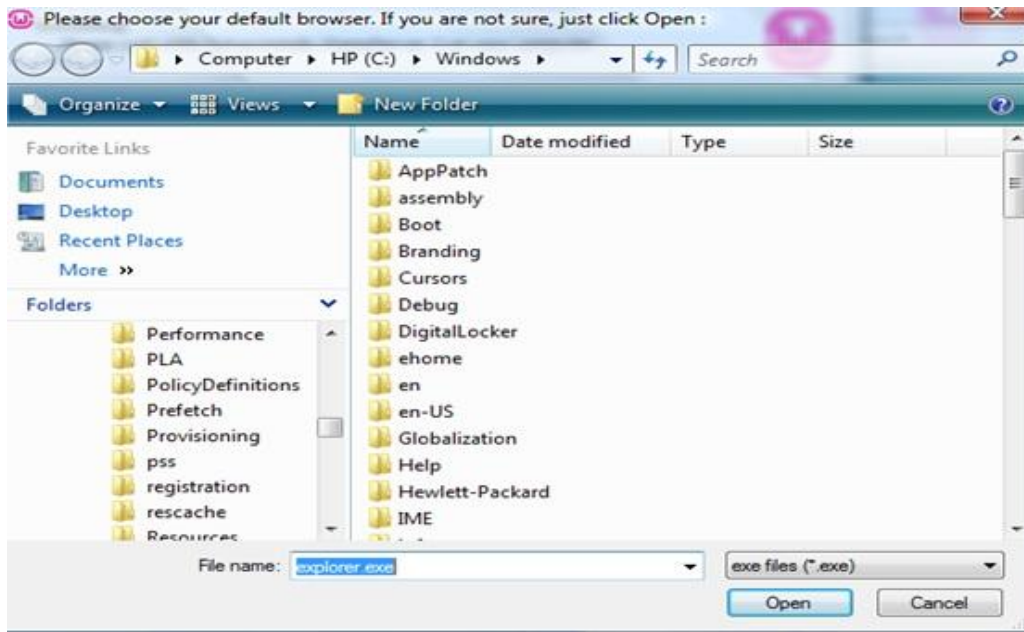 Please choose your default browser. If you are not sure, just click Open :
Computer HP (C:) Windows Search
Organize Views New Folder
Favorite Links
Documents
Desktop
Recent Places
More »
Folders
Performance
PLA
PolicyDefinitions
Prefetch
Provisioning
pss
registration
rescache
Resources
Name Date modified Type Size
AppPatch
assembly
Boot
Branding
Cursors
Debug
DigitalLocker
ehome
en
en-US
Globalization
Help
Hewlett-Packard
IME
File name: explorer.exe exe files (*.exe)
Open Cancel